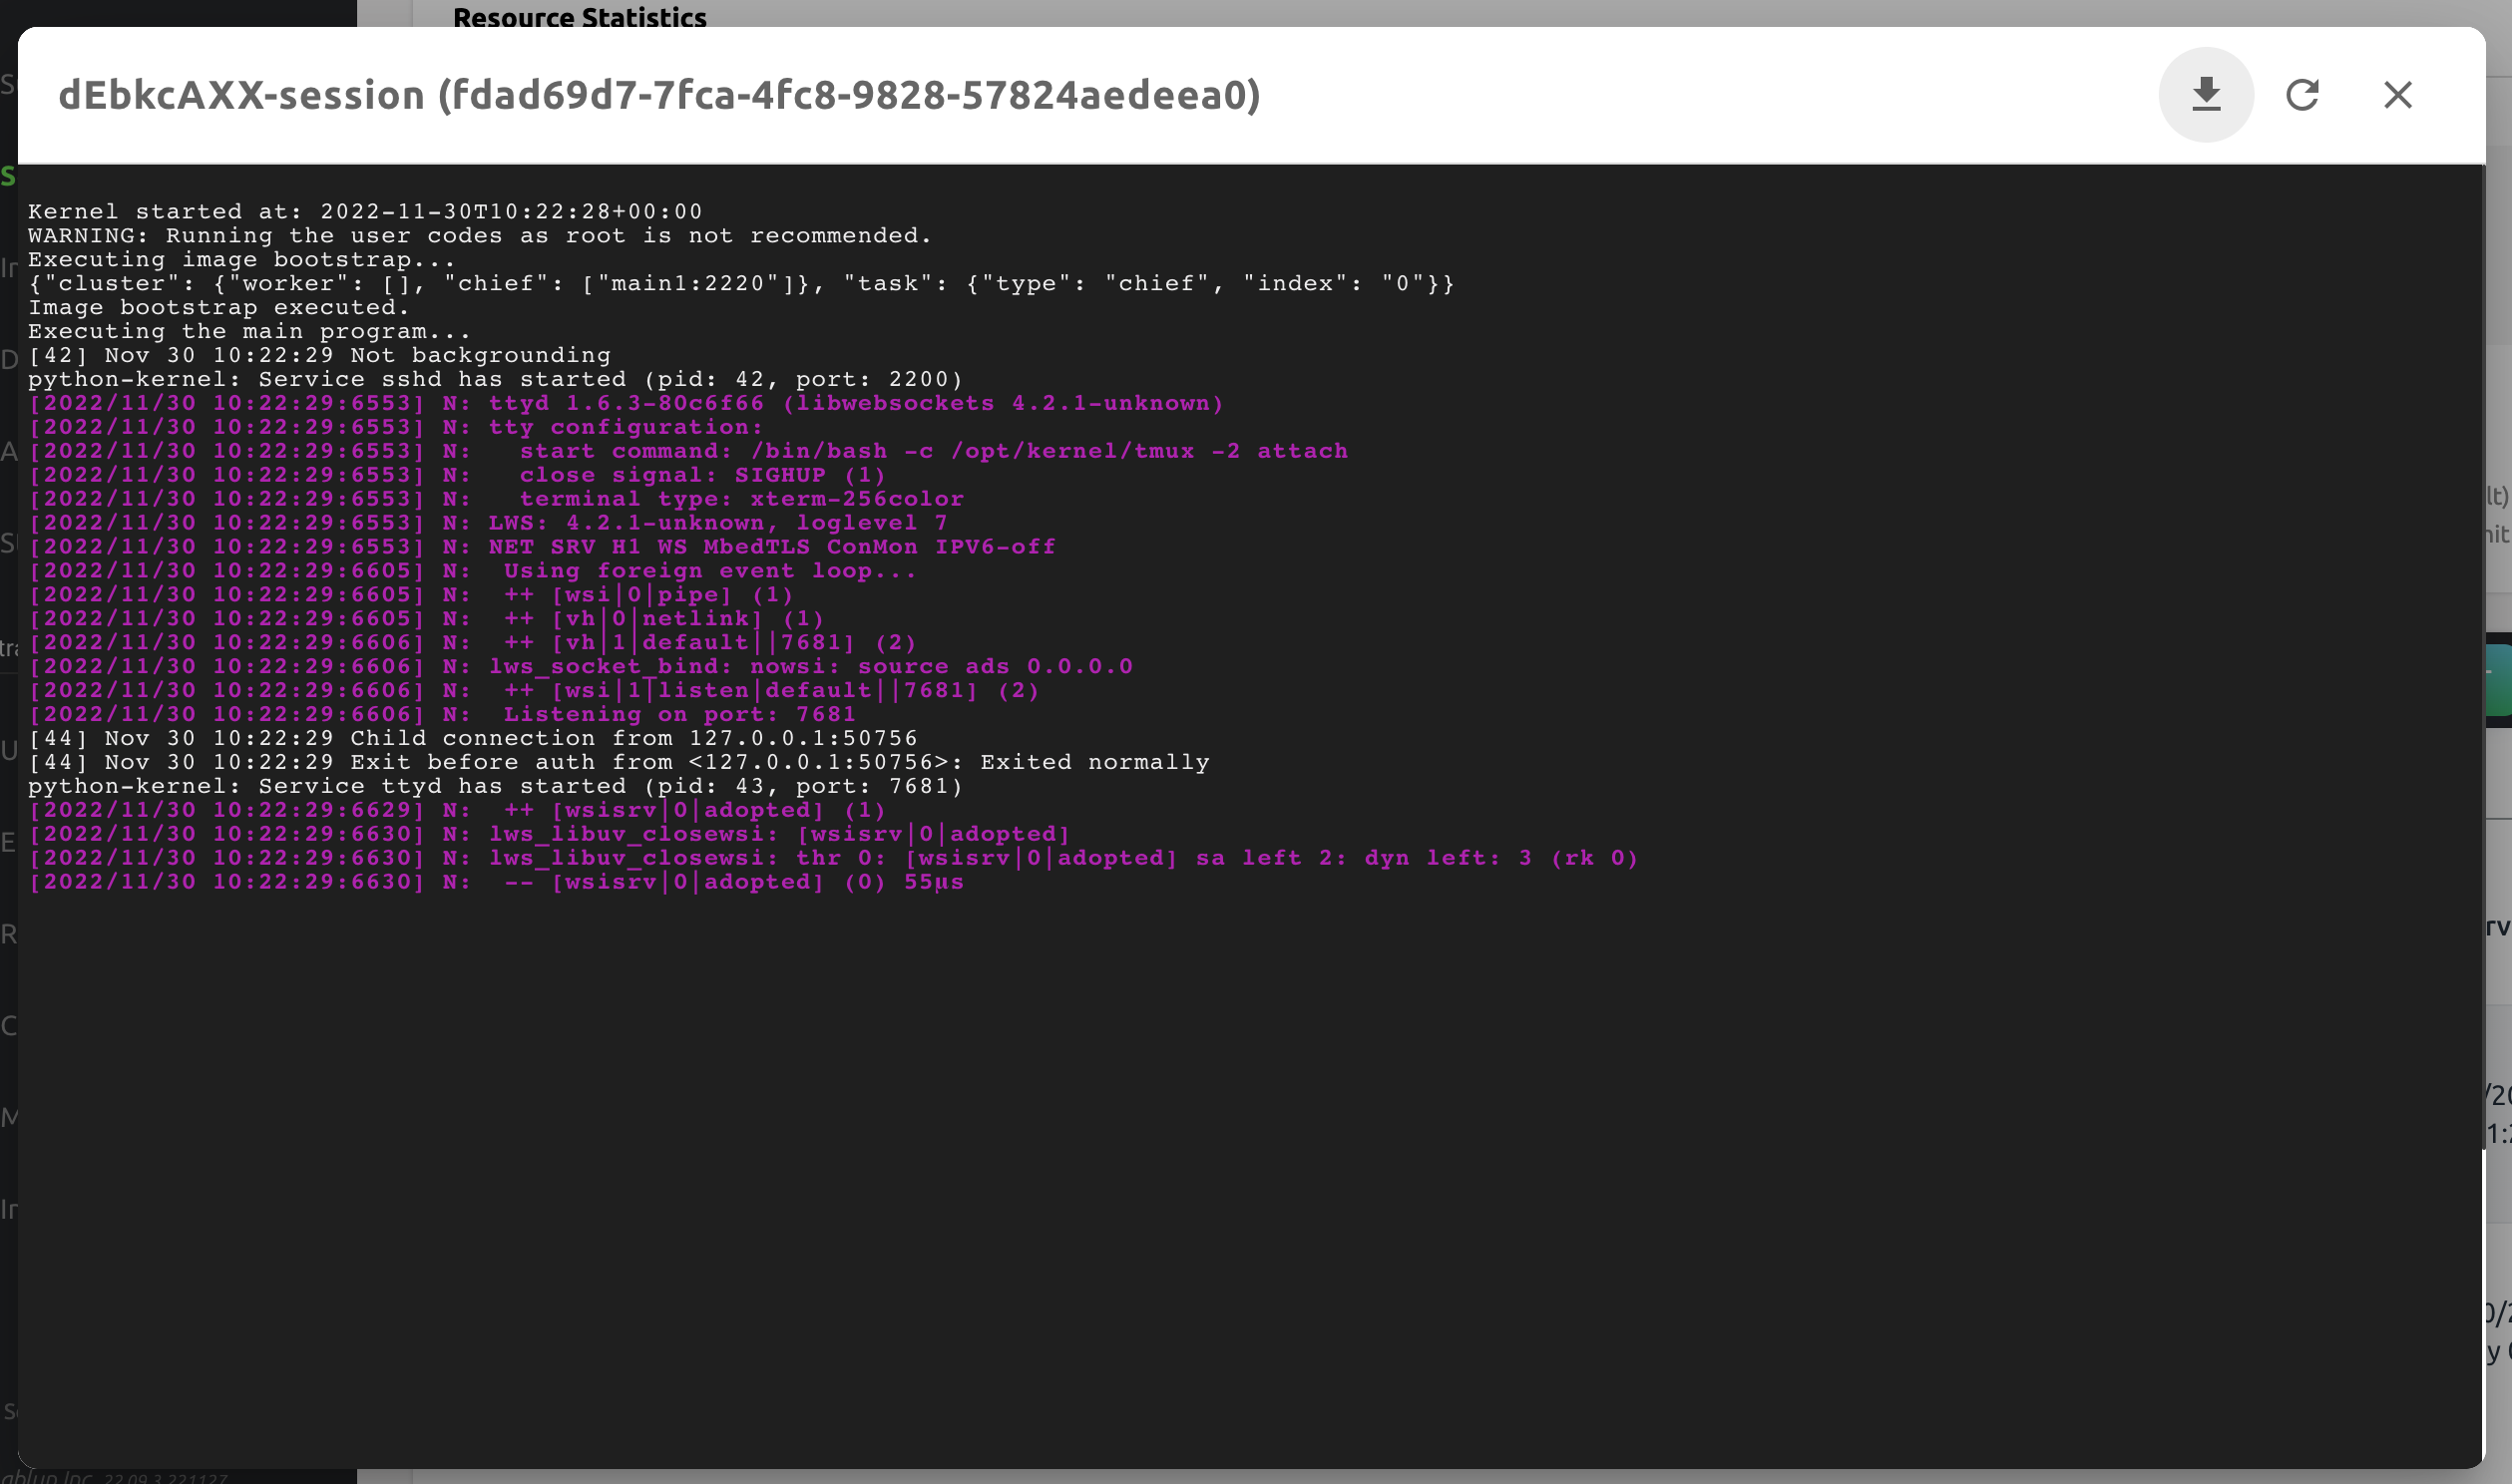 Resource Statistics
dEbkcAXX-session (fdad69d7-7fca-4fc8-9828-57824aedeea0)
Kernel started at: 2022-11-30T10:22:28+00:00
WARNING: Running the user codes as root is not recommended.
Executing image bootstrap...
{"cluster": {"worker": [], "chief": ["main1:2220"]}, "task": {"type": "chief", "index": "0"}}
Image bootstrap executed.
Executing the main program...
[42] Nov 30 10:22:29 Not backgrounding
python-kernel: Service sshd has started (pid: 42, port: 2200)
[2022/11/30 10:22:29:6553] N: ttyd 1.6.3-80c6f66 (libwebsockets 4.2.1-unknown)
[2022/11/30 10:22:29:6553] N: tty configuration:
[2022/11/30 10:22:29:6553] N:   start command: /bin/bash -c /opt/kernel/tmux -2 attach
[2022/11/30 10:22:29:6553] N:   close signal: SIGHUP (1)
[2022/11/30 10:22:29:6553] N:   terminal type: xterm-256color
[2022/11/30 10:22:29:6553] N: LWS: 4.2.1-unknown, loglevel 7
[2022/11/30 10:22:29:6553] N: NET SRV H1 WS MbedTLS ConMon IPV6-off
[2022/11/30 10:22:29:6605] N:  Using foreign event loop...
[2022/11/30 10:22:29:6605] N:  ++ [wsi|0|pipe] (1)
[2022/11/30 10:22:29:6605] N:  ++ [vh|0|netlink] (1)
[2022/11/30 10:22:29:6606] N:  ++ [vh|1|default||7681] (2)
[2022/11/30 10:22:29:6606] N: lws_socket_bind: nowsi: source ads 0.0.0.0
[2022/11/30 10:22:29:6606] N:  ++ [wsi|1|listen|default||7681] (2)
[2022/11/30 10:22:29:6606] N:  Listening on port: 7681
[44] Nov 30 10:22:29 Child connection from 127.0.0.1:50756
[44] Nov 30 10:22:29 Exit before auth from <127.0.0.1:50756>: Exited normally
python-kernel: Service ttyd has started (pid: 43, port: 7681)
[2022/11/30 10:22:29:6629] N:  ++ [wsisrv|0|adopted] (1)
[2022/11/30 10:22:29:6630] N: lws_libuv_closewsi: [wsisrv|0|adopted]
[2022/11/30 10:22:29:6630] N: lws_libuv_closewsi: thr 0: [wsisrv|0|adopted] sa left 2: dyn left: 3 (rk 0)
[2022/11/30 10:22:29:6630] N:  -- [wsisrv|0|adopted] (0) 55μs
Inc. 22.09.3.221127